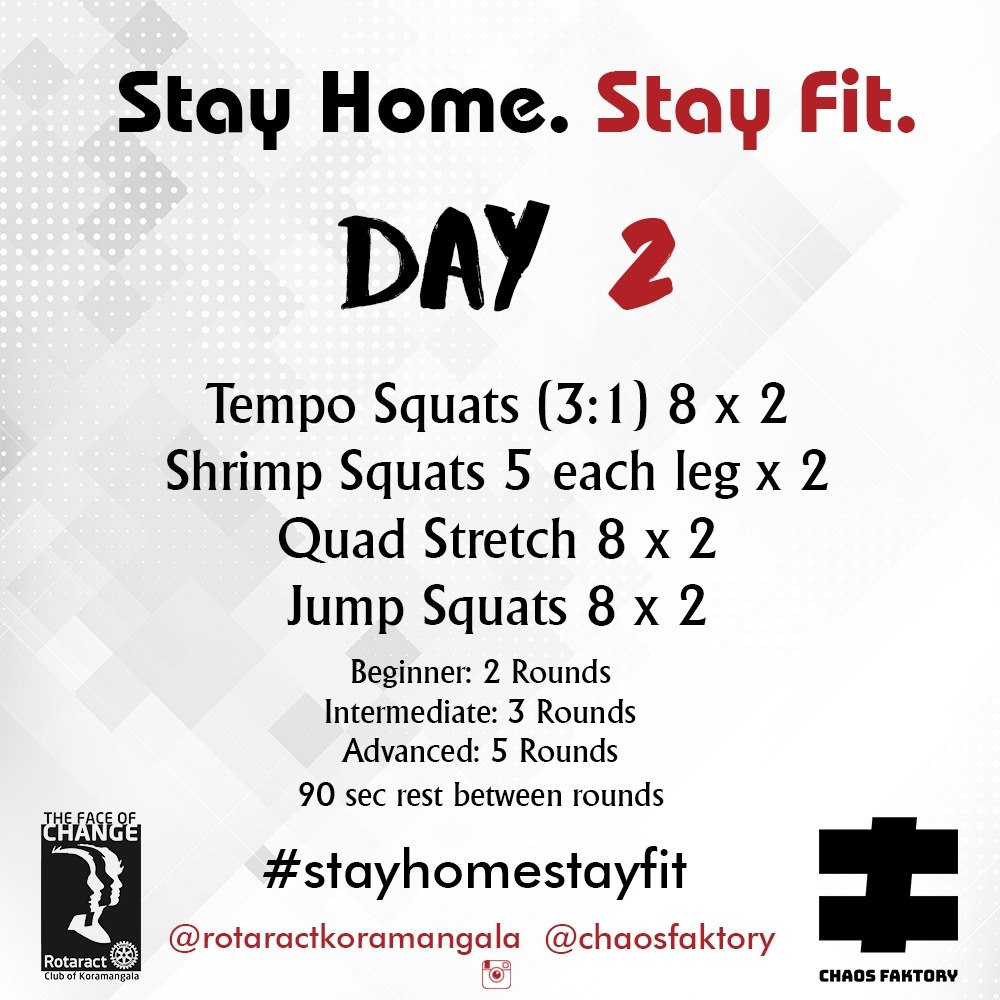 Stay Home. Stay Fit.
DAY 2
Tempo Squats (3:1) 8 x 2
Shrimp Squats 5 each leg x 2
Quad Stretch 8 x 2
Jump Squats 8 x 2
Beginner: 2 Rounds
Intermediate: 3 Rounds
Advanced: 5 Rounds
90 sec rest between rounds
THE FACE OF
CHANGE
Rotaract
Club of Koramangala
#stayhomestayfit
@rotaractkoramangala @chaosfaktory
CHAOS FAKTORY